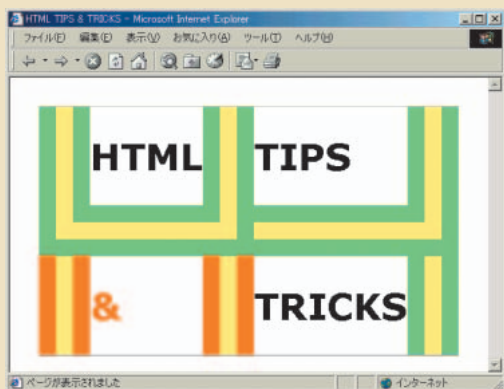 HTML TIPS & TRICKS - Microsoft Internet Explorer
ファイル(F) 編集(E) 表示(V) お気に入り(A) ツール(T) ヘルプ(H)
HTML TIPS
& TRICKS
ページが表示されました インターネット